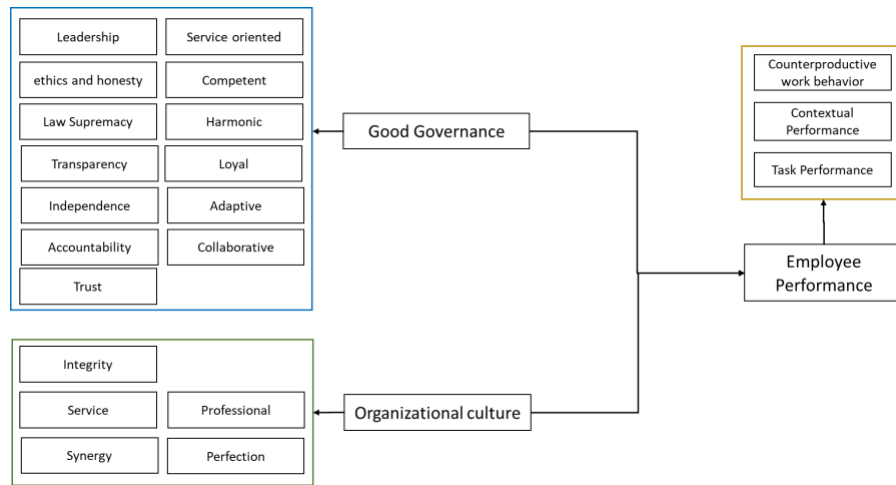 Leadership
Service oriented
ethics and honesty
Competent
Law Supremacy
Harmonic
Transparency
Loyal
Independence
Adaptive
Accountability
Collaborative
Trust
Good Governance
Counterproductive
work behavior
Contextual
Performance
Task Performance
Employee
Performance
Integrity
Service
Professional
Synergy
Perfection
Organizational culture